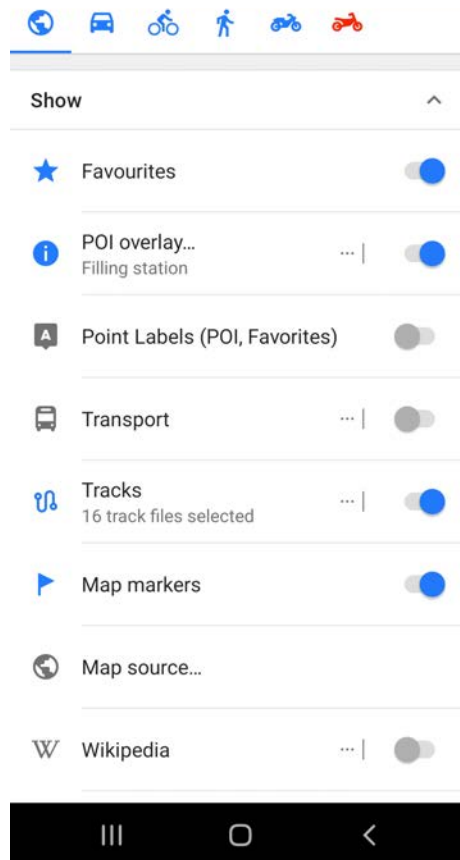 Show
Favourites
POI overlay...
Filling station
A
Point Labels (POI, Favorites)
Transport
Tracks
16 track files selected
Map markers
Map source...
W
Wikipedia